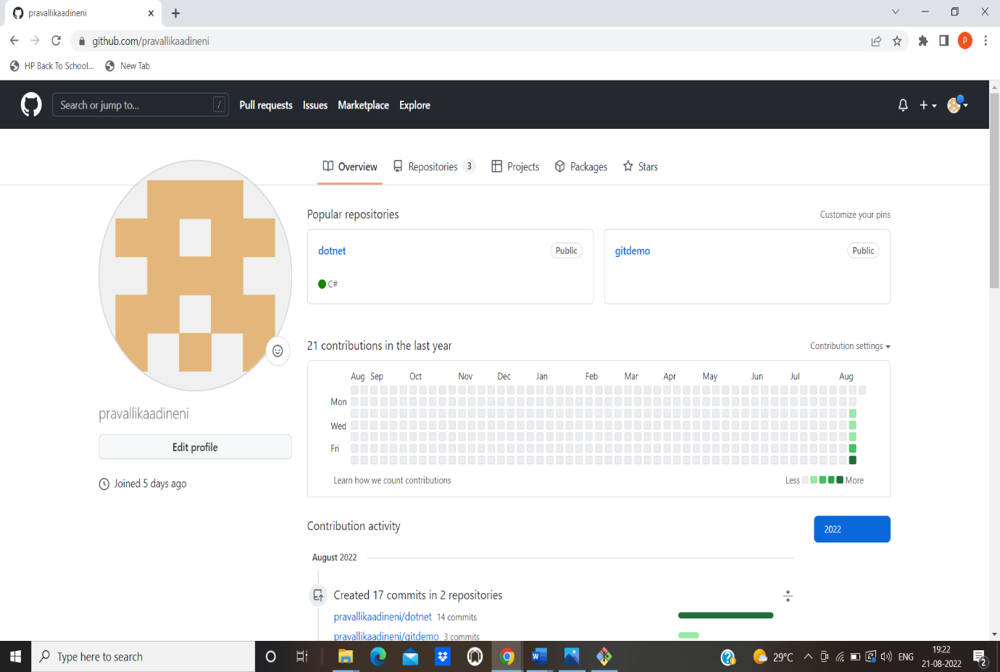 pravallikaadineni
github.com/pravallikaadineni
P
HP Back To School...
New Tab
Search or jump to...
/
Pull requests
Issues
Marketplace
Explore
Overview
Repositories 3
Projects
Packages
Stars
Popular repositories
Customize your pins
dotnet
Public
C#
gitdemo
Public
21 contributions in the last year
Contribution settings
Aug Sep Oct Nov Dec Jan Feb Mar Apr May Jun Jul Aug
Mon
Wed
Fri
Learn how we count contributions
Less
More
pravallikaadineni
Edit profile
Joined 5 days ago
Contribution activity
2022
August 2022
Created 17 commits in 2 repositories
pravallikaadineni/dotnet 14 commits
pravallikaadineni/gitdemo 3 commits
Type here to search
29°C
ENG
19:22
21-08-2022
2